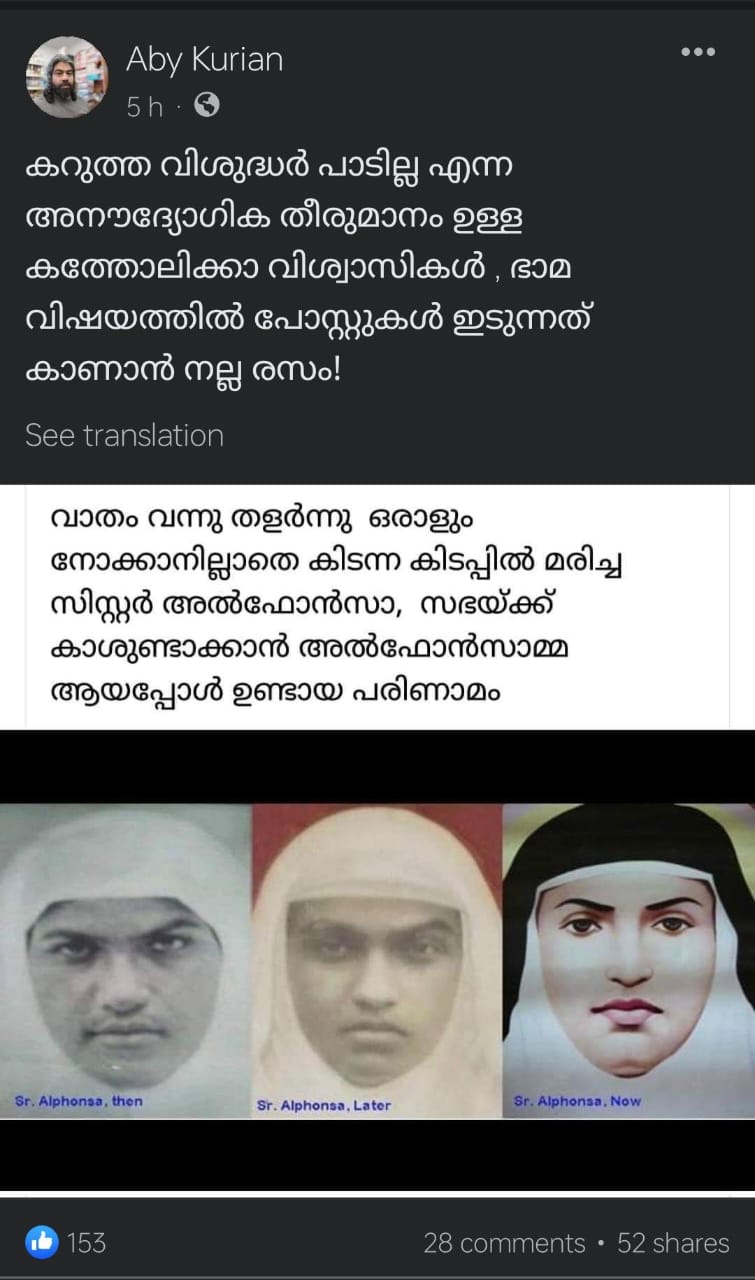 Aby Kurian
5 h ·
കറുത്ത വിശുദ്ധർ പാടില്ല എന്ന
അനൗദ്യോഗിക തീരുമാനം ഉള്ള
കത്തോലിക്കാ വിശ്വാസികൾ , ഭാമ
വിഷയത്തിൽ പോസ്റ്റുകൾ ഇടുന്നത്
കാണാൻ നല്ല രസം!
See translation
വാതം വന്നു തളർന്നു ഒരാളും
നോക്കാനില്ലാതെ കിടന്ന കിടപ്പിൽ മരിച്ച
സിസ്റ്റർ അൽഫോൻസാ, സഭയ്ക്ക്
കാശുണ്ടാക്കാൻ അൽഫോൻസാമ്മ
ആയപ്പോൾ ഉണ്ടായ പരിണാമം
Sr. Alphonsa, then
Sr. Alphonsa, Later
Sr. Alphonsa, Now
153
28 comments • 52 shares